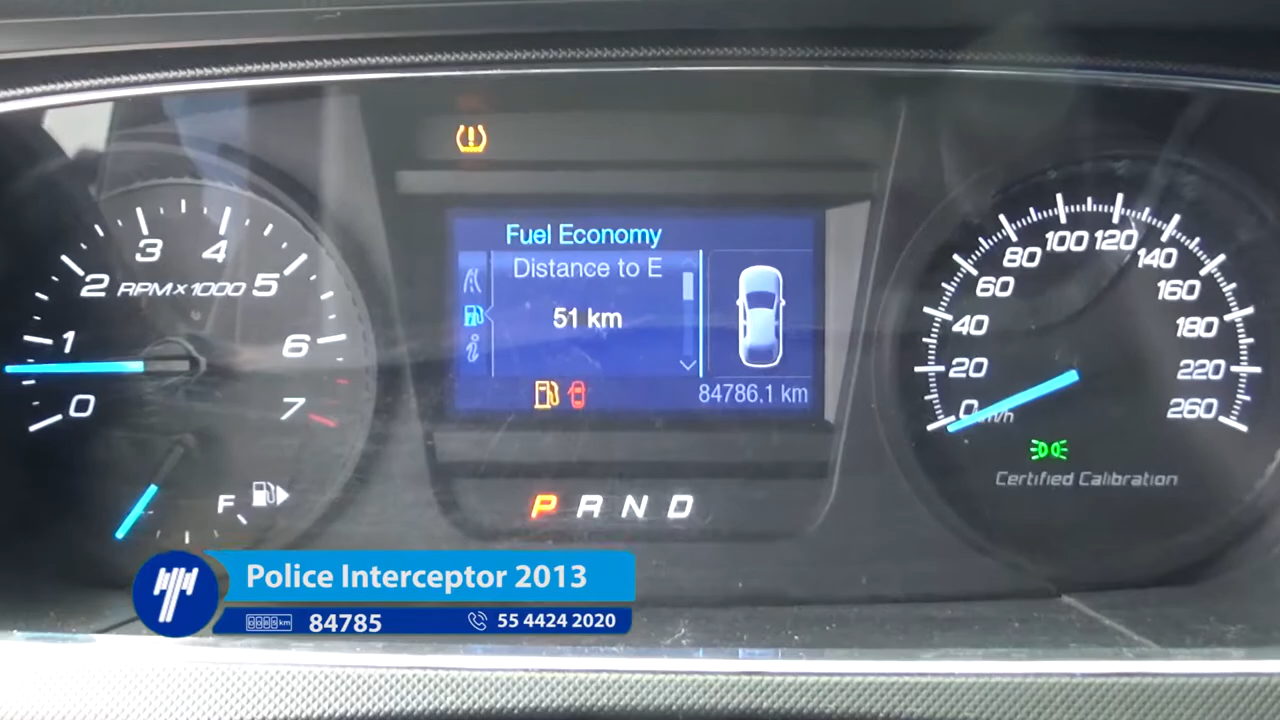 Fuel Economy
Distance to E
51 km
84786.1 km
0
1
2
3
4
5
6
7
RPM x 1000
F
P R N D
0
20
40
60
80
100
120
140
160
180
220
260
km/h
Certified Calibration
Police Interceptor 2013
84785
55 4424 2020